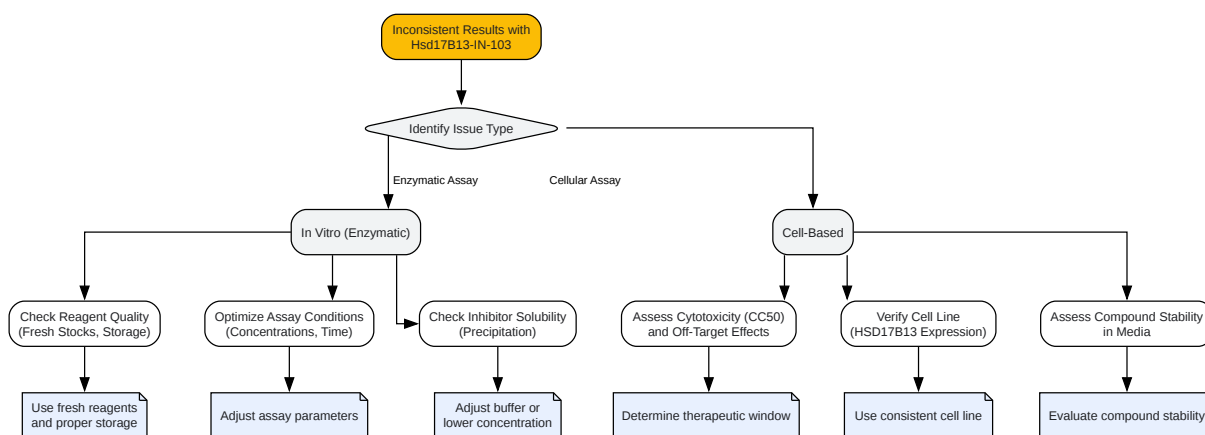 Inconsistent Results with
Hsd17B13-IN-103
Identify Issue Type
Enzymatic Assay
Cellular Assay
In Vitro (Enzymatic)
Cell-Based
Check Reagent Quality
(Fresh Stocks, Storage)
Optimize Assay Conditions
(Concentrations, Time)
Check Inhibitor Solubility
(Precipitation)
Assess Cytotoxicity (CC50)
and Off-Target Effects
Verify Cell Line
(HSD17B13 Expression)
Assess Compound Stability
in Media
Use fresh reagents
and proper storage
Adjust assay parameters
Adjust buffer or
lower concentration
Determine therapeutic window
Use consistent cell line
Evaluate compound stability